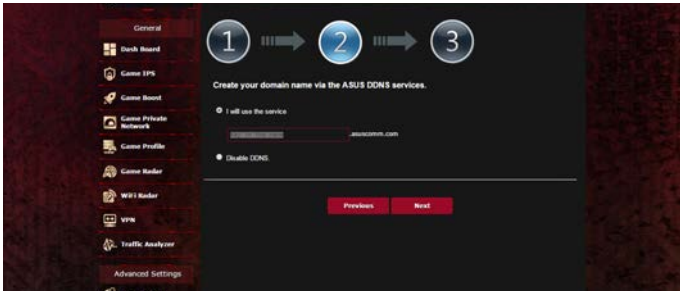 General
1
2
3
Dash Board
Game IPS
Create your domain name via the ASUS DDNS services.
Game Boost
I will use the service
Game Private
Network
.asuscomm.com
Game Profile
Disable DDNS.
Game Radar
WiFi Radar
Previous
Next
VPN
Traffic Analyzer
Advanced Settings